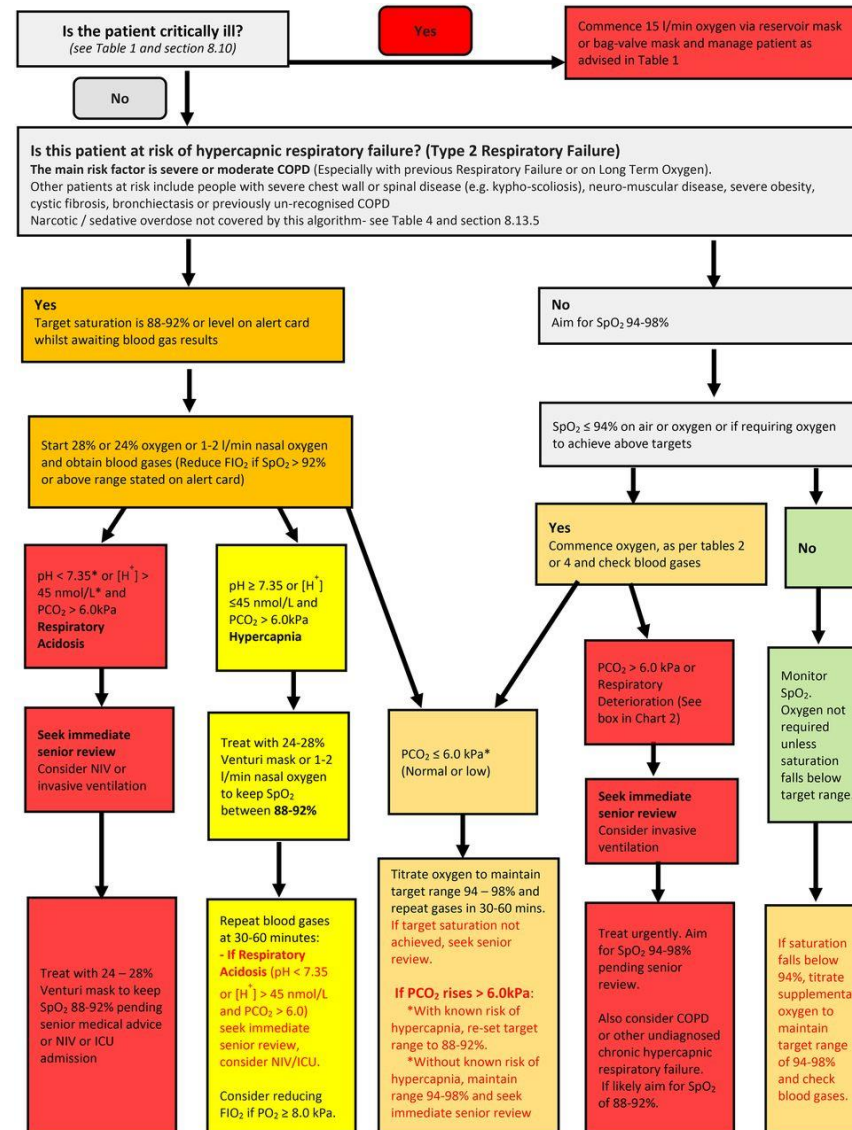 Is the patient critically ill?
(see Table 1 and section 8.10)
Yes
Commence 15 l/min oxygen via reservoir mask
or bag-valve mask and manage patient as
advised in Table 1
No
Is this patient at risk of hypercapnic respiratory failure? (Type 2 Respiratory Failure)
The main risk factor is severe or moderate COPD (Especially with previous Respiratory Failure or on Long Term Oxygen).
Other patients at risk include people with severe chest wall or spinal disease (e.g. kypho-scoliosis), neuro-muscular disease, severe obesity,
cystic fibrosis, bronchiectasis or previously un-recognised COPD
Narcotic / sedative overdose not covered by this algorithm- see Table 4 and section 8.13.5
Yes
Target saturation is 88-92% or level on alert card
whilst awaiting blood gas results
No
Aim for SpO₂ 94-98%
Start 28% or 24% oxygen or 1-2 l/min nasal oxygen
and obtain blood gases (Reduce FIO₂ if SpO₂ > 92%
or above range stated on alert card)
SpO₂ ≤ 94% on air or oxygen or if requiring oxygen
to achieve above targets
Yes
Commence oxygen, as per tables 2
or 4 and check blood gases
No
pH < 7.35* or [H⁺] >
45 nmol/L* and
PCO₂ > 6.0kPa
Respiratory
Acidosis
pH ≥ 7.35 or [H⁺]
≤45 nmol/L and
PCO₂ > 6.0kPa
Hypercapnia
PCO₂ ≤ 6.0 kPa*
(Normal or low)
PCO₂ > 6.0 kPa or
Respiratory
Deterioration (See
box in Chart 2)
Monitor
SpO₂.
Oxygen not
required
unless
saturation
falls below
target range.
Seek immediate
senior review
Consider NIV or
invasive ventilation
Treat with 24-28%
Venturi mask or 1-2
l/min nasal oxygen
to keep SpO₂
between 88-92%
Seek immediate
senior review
Consider invasive
ventilation
Treat with 24 – 28%
Venturi mask to keep
SpO₂ 88-92% pending
senior medical advice
or NIV or ICU
admission
Repeat blood gases
at 30-60 minutes:
- If Respiratory
Acidosis (pH < 7.35
or [H⁺] > 45 nmol/L
and PCO₂ > 6.0)
seek immediate
senior review,
consider NIV/ICU.
Consider reducing
FIO₂ if PO₂ ≥ 8.0 kPa.
Titrate oxygen to maintain
target range 94 – 98% and
repeat gases in 30-60 mins.
If target saturation not
achieved, seek senior
review.
If PCO₂ rises > 6.0kPa:
*With known risk of
hypercapnia, re-set target
range to 88-92%.
*Without known risk of
hypercapnia, maintain
range 94-98% and seek
immediate senior review
Treat urgently. Aim
for SpO₂ 94-98%
pending senior
review.
Also consider COPD
or other undiagnosed
chronic hypercapnic
respiratory failure.
If likely aim for SpO₂
of 88-92%.
If saturation
falls below
94%, titrate
supplementa
oxygen to
maintain
target range
of 94-98%
and check
blood gases.